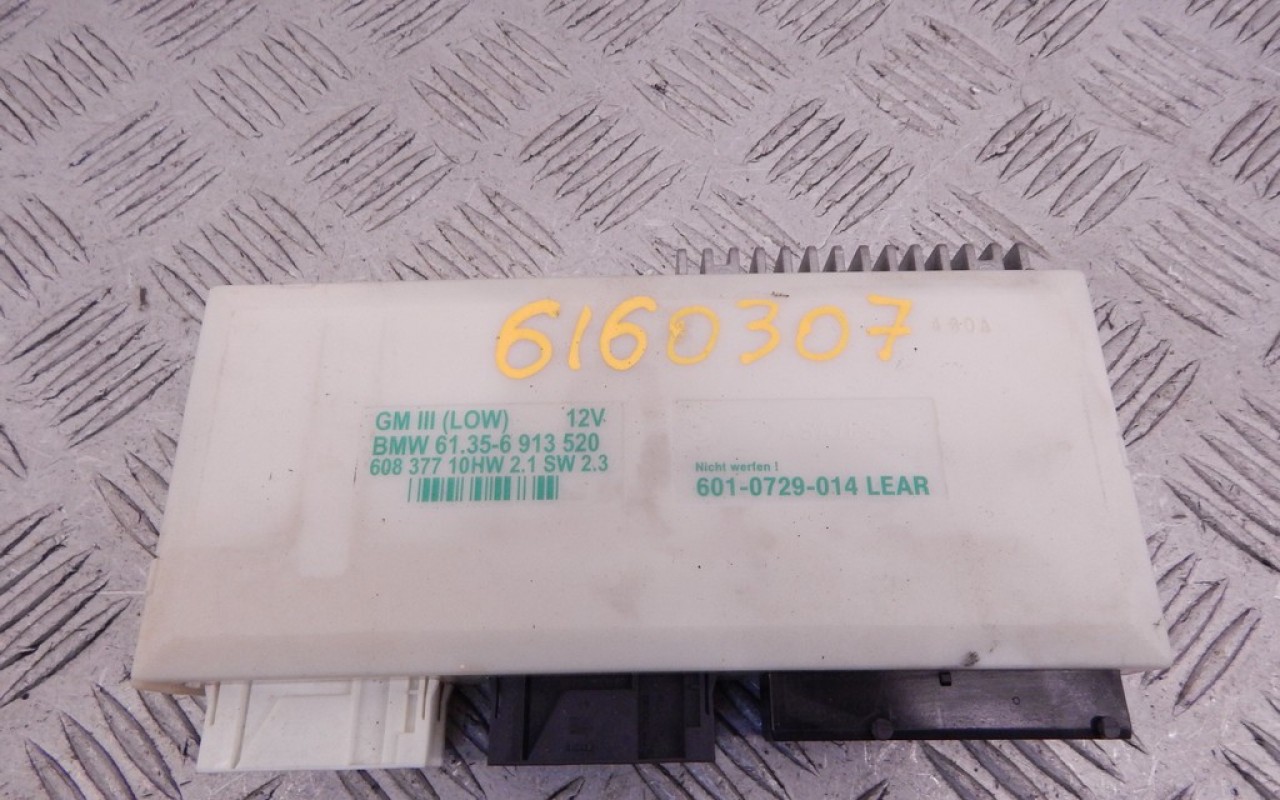 6160307
GM III (LOW) 12V
BMW 61.35-6 913 520
608 377 10HW 2.1 SW 2.3
Nicht werfen !
601-0729-014 LEAR